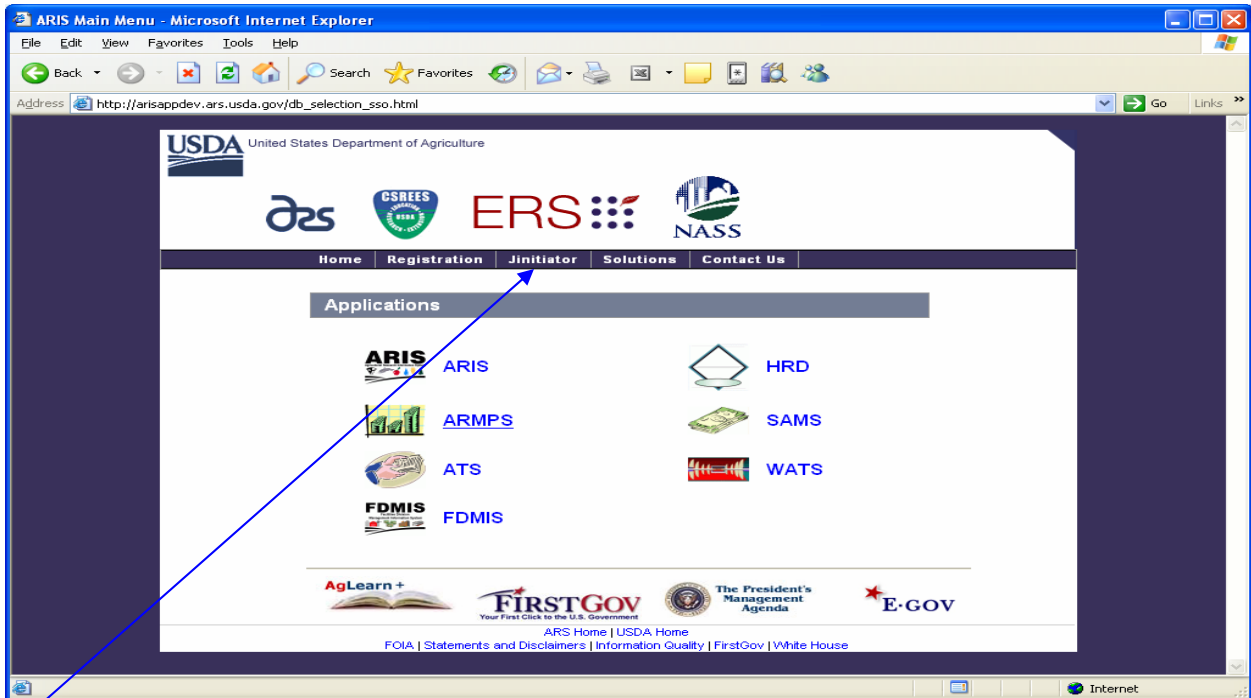 ARIS Main Menu - Microsoft Internet Explorer
File Edit View Favorites Tools Help
Back Search Favorites
Address http://arisappdev.ars.usda.gov/db_selection_sso.html Go Links »
USDA United States Department of Agriculture
ars CSREES USDA ERS NASS
Home Registration Jinitiator Solutions Contact Us
Applications
ARIS ARIS HRD
ARMPS SAMS
ATS WATS
FDMIS FDMIS
AgLearn + FIRSTGOV Your First Click to the U.S. Government The President's Management Agenda E-GOV
ARS Home | USDA Home
FOIA | Statements and Disclaimers | Information Quality | FirstGov | White House
Internet